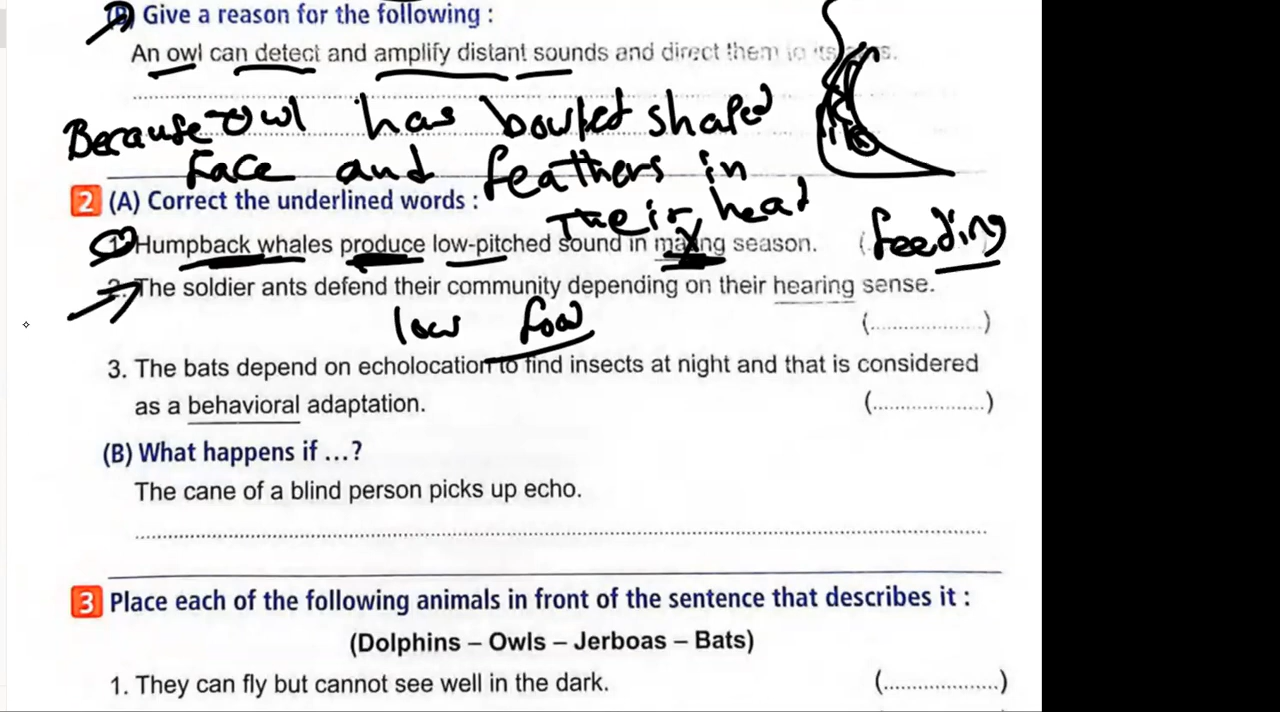 (B) Give a reason for the following :
An owl can detect and amplify distant sounds and direct them to its ears.
Because owl has bowled shaped
Face and feathers in
their head
2 (A) Correct the underlined words :
1. Humpback whales produce low-pitched sound in mating season. (feeding)
2. The soldier ants defend their community depending on their hearing sense.
low foo (..................)
3. The bats depend on echolocation to find insects at night and that is considered
as a behavioral adaptation. (...................)
(B) What happens if ...?
The cane of a blind person picks up echo.
3 Place each of the following animals in front of the sentence that describes it :
(Dolphins – Owls – Jerboas – Bats)
1. They can fly but cannot see well in the dark. (...................)